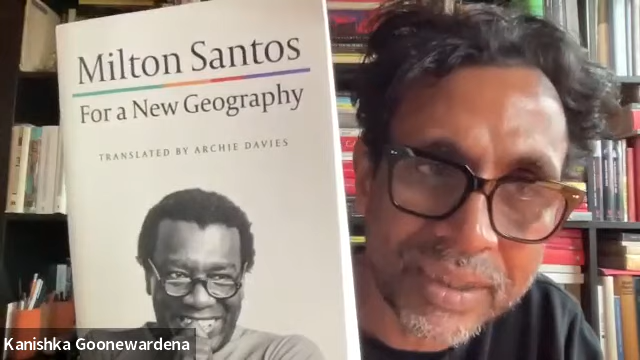 Milton Santos
For a New Geography
TRANSLATED BY ARCHIE DAVIES
Kanishka Goonewardena